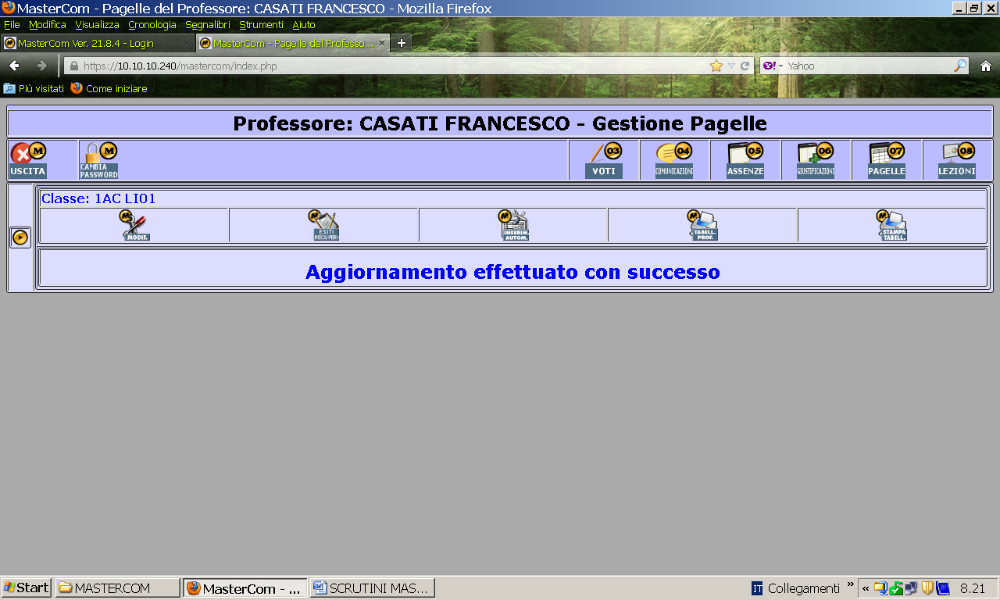 MasterCom - Pagelle del Professore: CASATI FRANCESCO - Mozilla Firefox
File Modifica Visualizza Cronologia Segnalibri Strumenti Aiuto
MasterCom Ver. 21.8.4 - Login MasterCom - Pagelle del Professo...
https://10.10.10.240/mastercom/index.php Yahoo
Più visitati Come iniziare
Professore: CASATI FRANCESCO - Gestione Pagelle
M M 03 04 05 06 07 08
USCITA CAMBIA PASSWORD VOTI COMUNICAZIONI ASSENZE GIUSTIFICAZIONI PAGELLE LEZIONI
Classe: 1AC LI01
MODIF. ESITI RECUPERI INSERIM. AUTOM. TABELL. PROF. STAMPA TABELL.
Aggiornamento effettuato con successo
Start MASTERCOM MasterCom - ... SCRUTINI MAS... IT Collegamenti » « 8.21